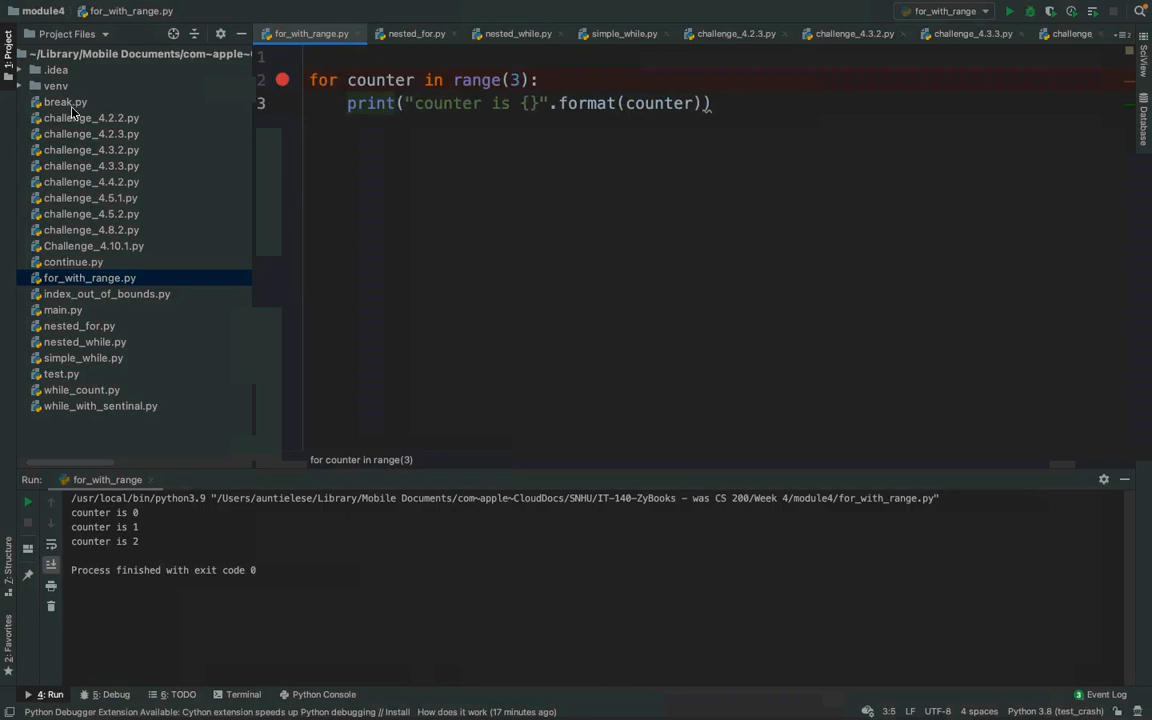 module4 for_with_range.py for_with_range
Project Files for_with_range.py nested_for.py nested_while.py simple_while.py challenge_4.2.3.py challenge_4.3.2.py challenge_4.3.3.py challenge
~/Library/Mobile Documents/com~apple~
.idea
venv
break.py
challenge_4.2.2.py
challenge_4.2.3.py
challenge_4.3.2.py
challenge_4.3.3.py
challenge_4.4.2.py
challenge_4.5.1.py
challenge_4.5.2.py
challenge_4.8.2.py
Challenge_4.10.1.py
continue.py
for_with_range.py
index_out_of_bounds.py
main.py
nested_for.py
nested_while.py
simple_while.py
test.py
while_count.py
while_with_sentinal.py
1
2 for counter in range(3):
3 print("counter is {}".format(counter))
for counter in range(3)
1: Project
SciView
Database
Run: for_with_range
/usr/local/bin/python3.9 "/Users/auntielese/Library/Mobile Documents/com~apple~CloudDocs/SNHU/IT-140-ZyBooks – was CS 200/Week 4/module4/for_with_range.py"
counter is 0
counter is 1
counter is 2
Process finished with exit code 0
7: Structure
2: Favorites
4: Run 5: Debug 6: TODO Terminal Python Console 3 Event Log
Python Debugger Extension Available: Cython extension speeds up Python debugging // Install How does it work (17 minutes ago) 3:5 LF UTF-8 4 spaces Python 3.8 (test_crash)